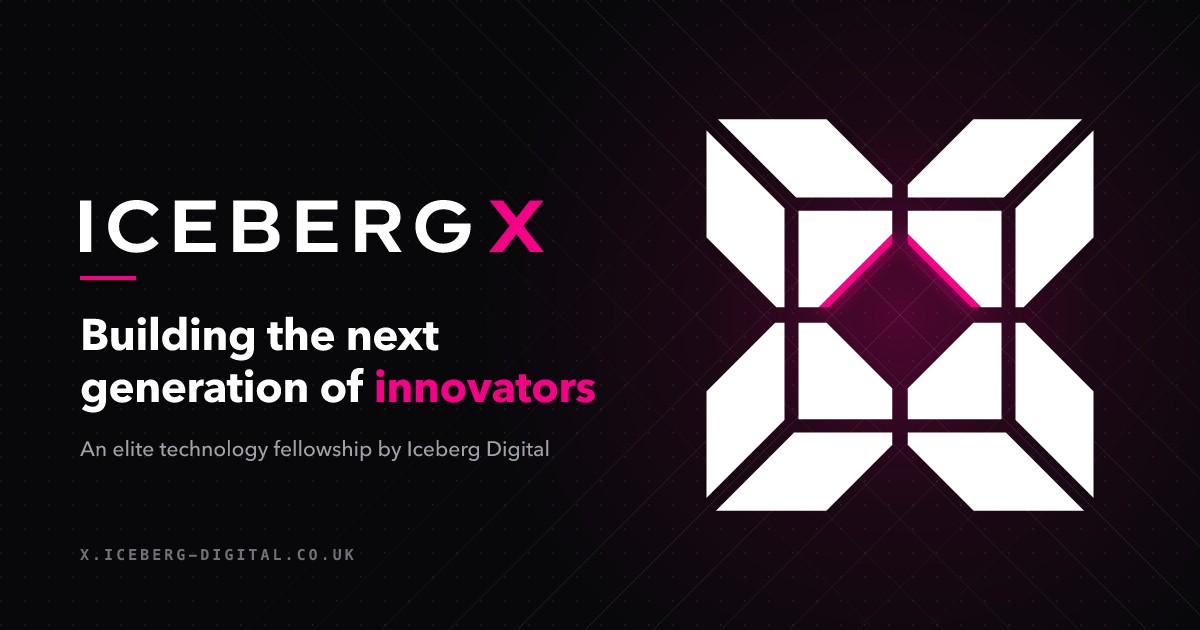 ICEBERG X
Building the next
generation of innovators
An elite technology fellowship by Iceberg Digital
X.ICEBERG-DIGITAL.CO.UK